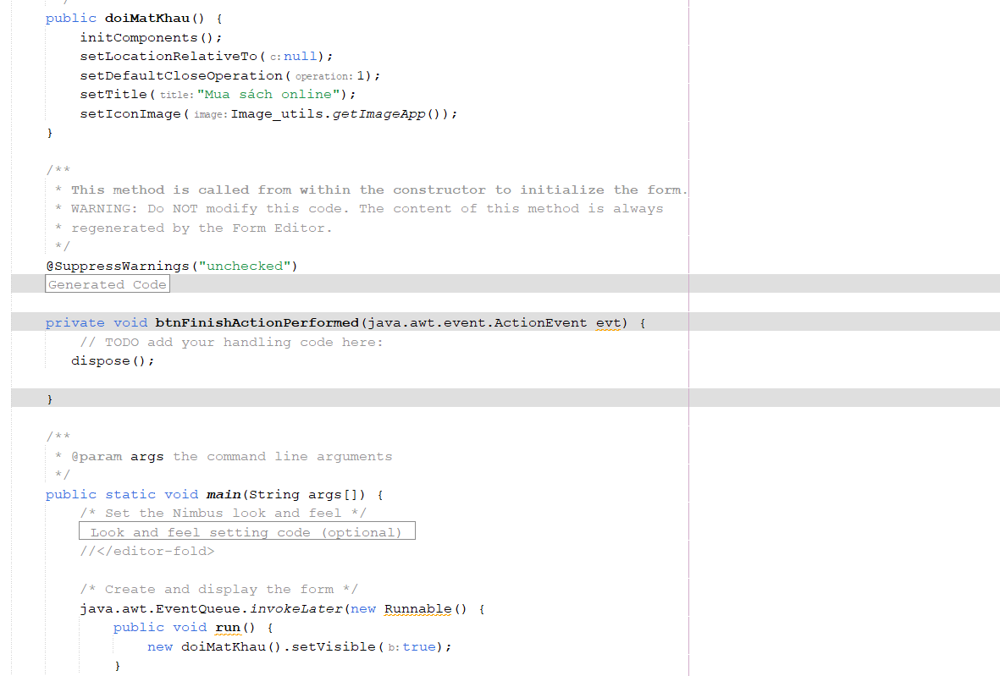 */
public doiMatKhau() {
initComponents();
setLocationRelativeTo( c: null);
setDefaultCloseOperation( operation: 1);
setTitle( title: "Mua sách online");
setIconImage( image: Image_utils.getImageApp());
}
/**
* This method is called from within the constructor to initialize the form.
* WARNING: Do NOT modify this code. The content of this method is always
* regenerated by the Form Editor.
*/
@SuppressWarnings("unchecked")
Generated Code
private void btnFinishActionPerformed(java.awt.event.ActionEvent evt) {
// TODO add your handling code here:
dispose();
}
/**
* @param args the command line arguments
*/
public static void main(String args[]) {
/* Set the Nimbus look and feel */
Look and feel setting code (optional)
//</editor-fold>
/* Create and display the form */
java.awt.EventQueue.invokeLater(new Runnable() {
public void run() {
new doiMatKhau().setVisible( b: true);
}